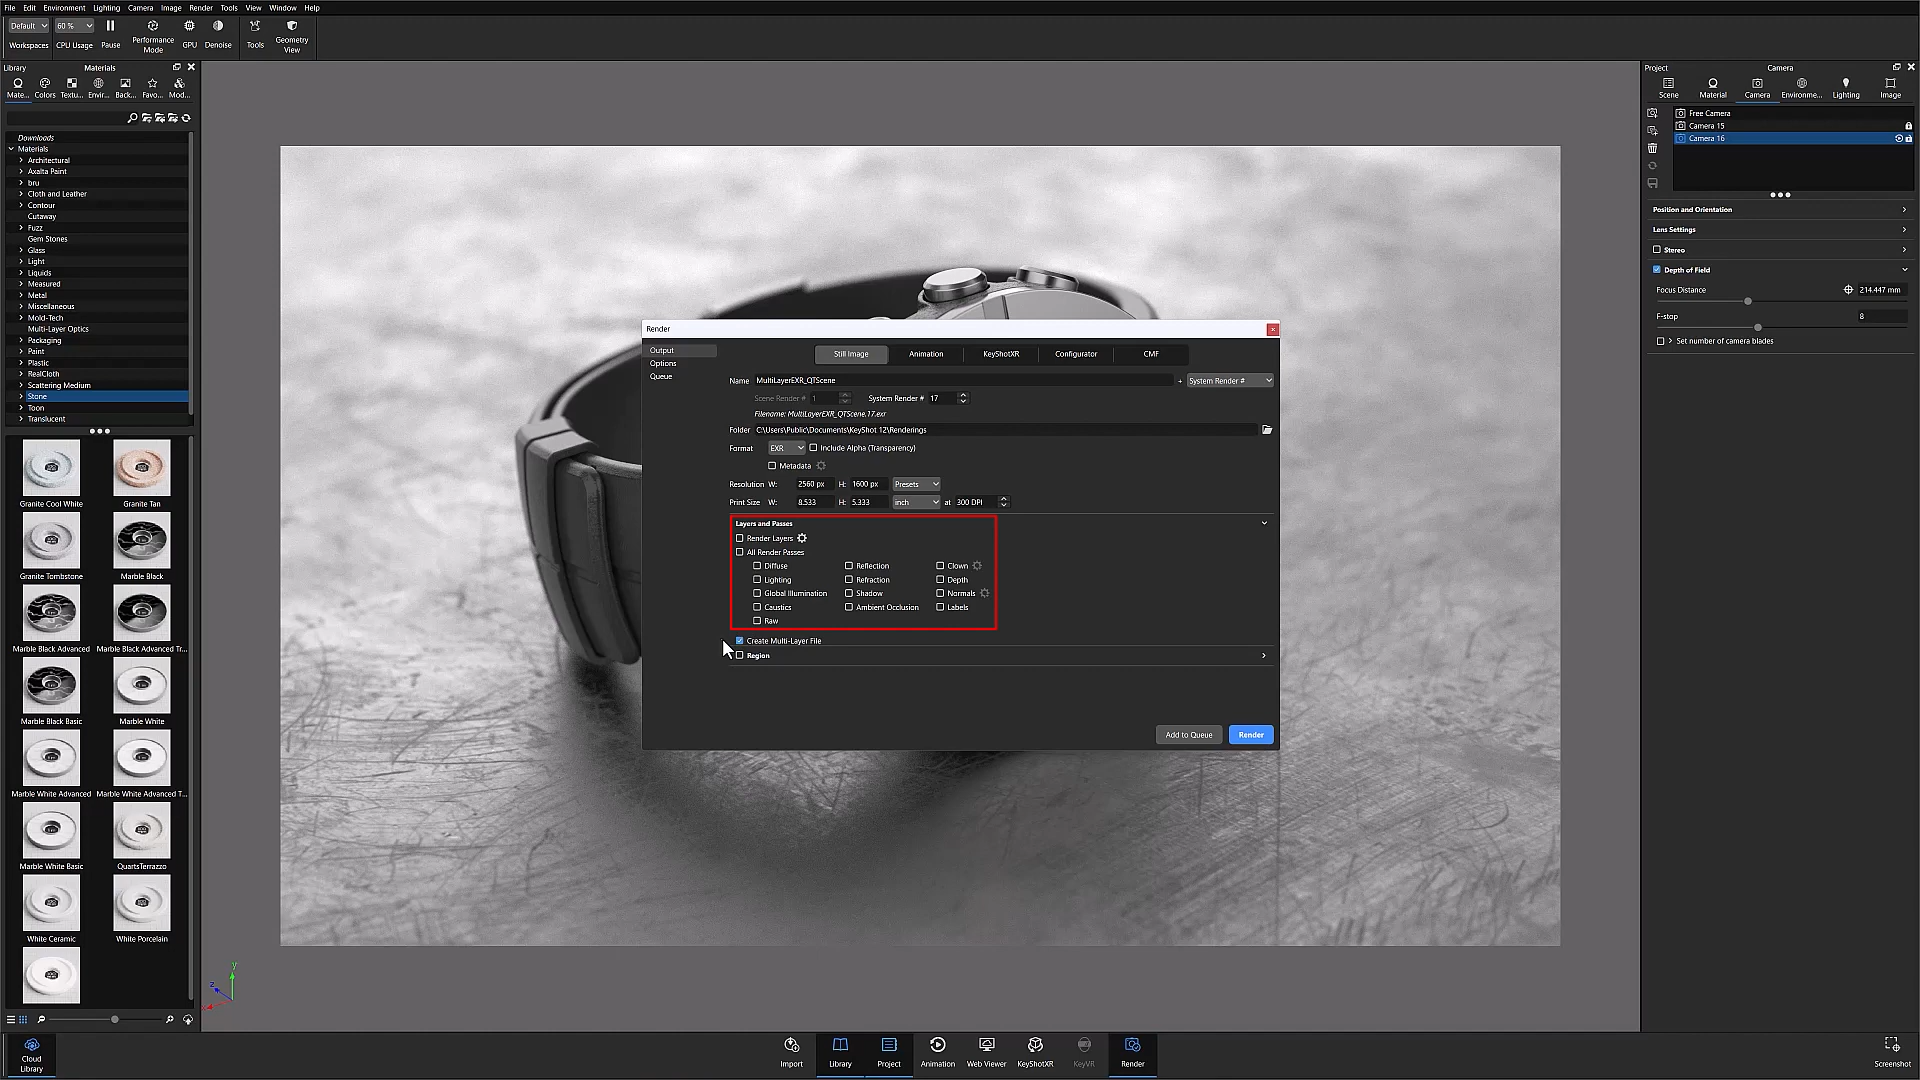 File Edit Environment Lighting Camera Image Render Tools View Window Help
Default 60 %
Workspaces CPU Usage Pause Performance Mode GPU Denoise Tools Geometry View
Library Materials
Mate... Colors Textu... Envir... Back... Favo... Mod...
Downloads
Materials
Architectural
Axalta Paint
bru
Cloth and Leather
Contour
Cutaway
Fuzz
Gem Stones
Glass
Light
Liquids
Measured
Metal
Miscellaneous
Mold-Tech
Multi-Layer Optics
Packaging
Paint
Plastic
RealCloth
Scattering Medium
Stone
Toon
Translucent
Granite Cool White Granite Tan
Granite Tombstone Marble Black
Marble Black Advanced Marble Black Advanced Tr...
Marble Black Basic Marble White
Marble White Advanced Marble White Advanced T...
Marble White Basic QuartsTerrazzo
White Ceramic White Porcelain
Cloud Library
y
z
x
Render
Output
Options
Queue
Still Image Animation KeyShotXR Configurator CMF
Name MultiLayerEXR_QTScene + System Render #
Scene Render # 1 System Render # 17
Filename: MultiLayerEXR_QTScene.17.exr
Folder C:\Users\Public\Documents\KeyShot 12\Renderings
Format EXR Include Alpha (Transparency)
Metadata
Resolution W: 2560 px H: 1600 px Presets
Print Size W: 8.533 H: 5.333 inch at 300 DPI
Layers and Passes
Render Layers
All Render Passes
Diffuse Reflection Clown
Lighting Refraction Depth
Global Illumination Shadow Normals
Caustics Ambient Occlusion Labels
Raw
Create Multi-Layer File
Region
Add to Queue Render
Project Camera
Scene Material Camera Environme... Lighting Image
Free Camera
Camera 15
Camera 16
Position and Orientation
Lens Settings
Stereo
Depth of Field
Focus Distance 214.447 mm
F-stop 8
Set number of camera blades
Import Library Project Animation Web Viewer KeyShotXR KeyVR Render Screenshot